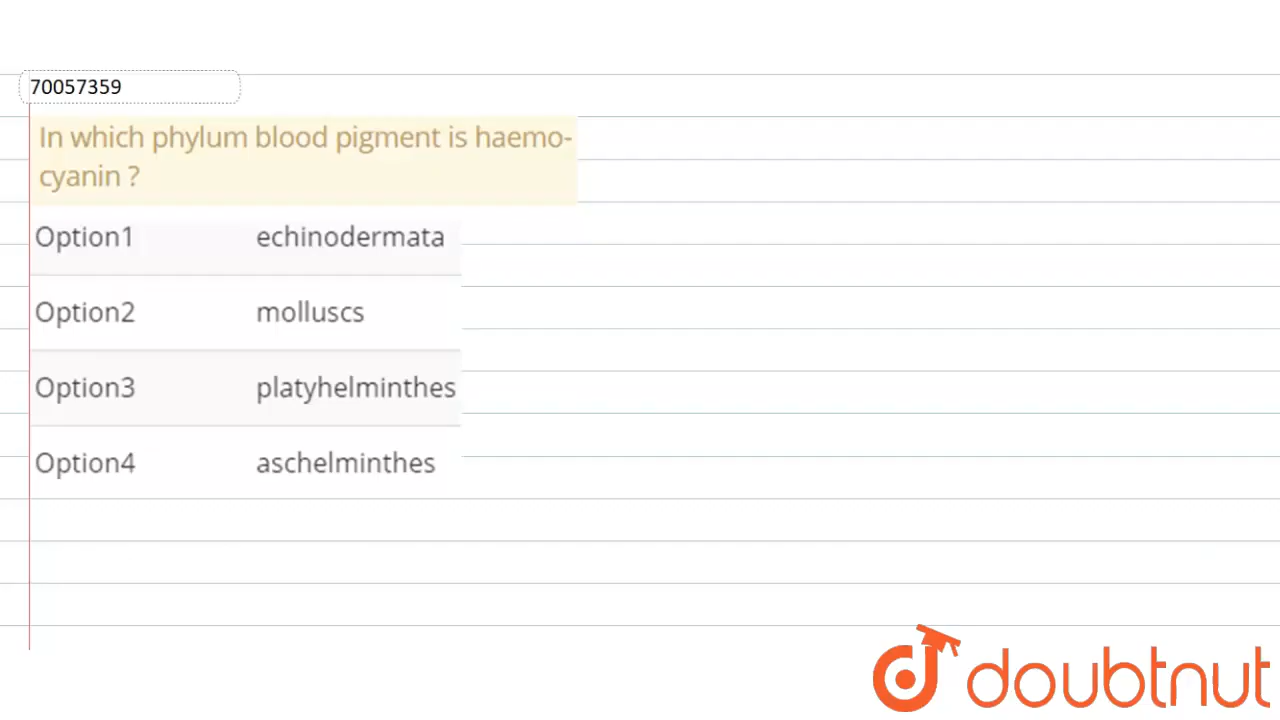 70057359
In which phylum blood pigment is haemo-
cyanin ?
Option1 echinodermata
Option2 molluscs
Option3 platyhelminthes
Option4 aschelminthes
doubtnut